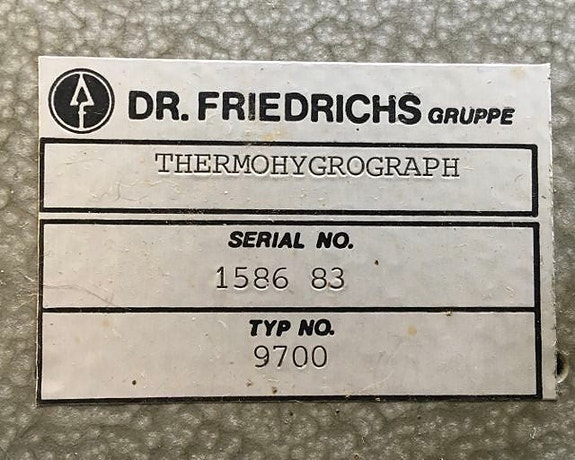 DR. FRIEDRICHS GRUPPE
THERMOHYGROGRAPH
SERIAL NO.
1586 83
TYP NO.
9700